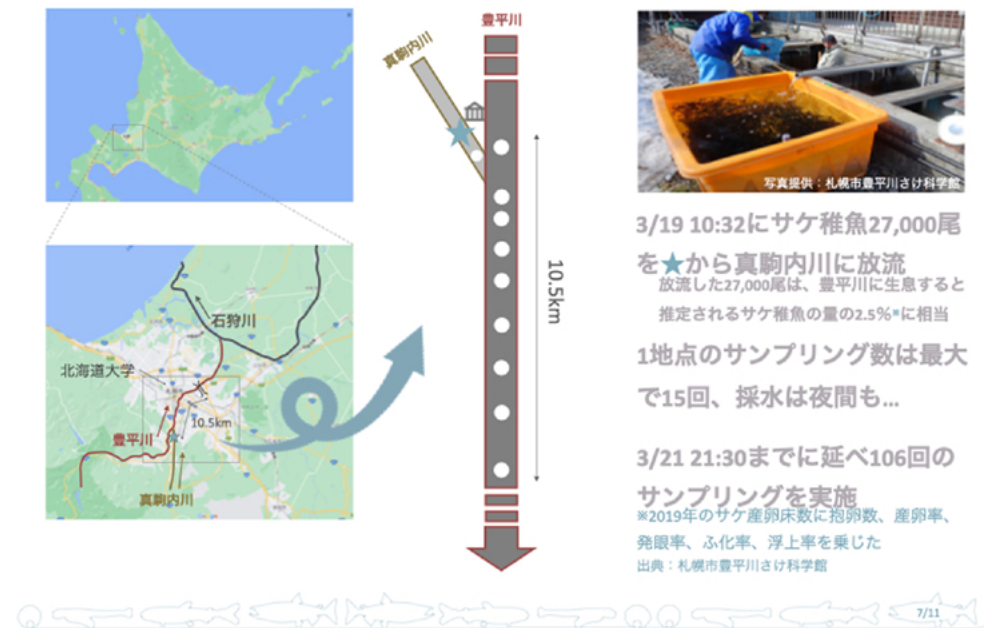 石狩川
北海道大学
10.5km
豊平川
真駒内川
真駒内川
豊平川
10.5km
写真提供：札幌市豊平川さけ科学館
3/19 10:32にサケ稚魚27,000尾
を★から真駒内川に放流
放流した27,000尾は、豊平川に生息すると
推定されるサケ稚魚の量の2.5%※に相当
1地点のサンプリング数は最大
で15回、採水は夜間も...
3/21 21:30までに延べ106回の
サンプリングを実施
※2019年のサケ産卵床数に抱卵数、産卵率、
発眼率、ふ化率、浮上率を乗じた
出典：札幌市豊平川さけ科学館
7/11